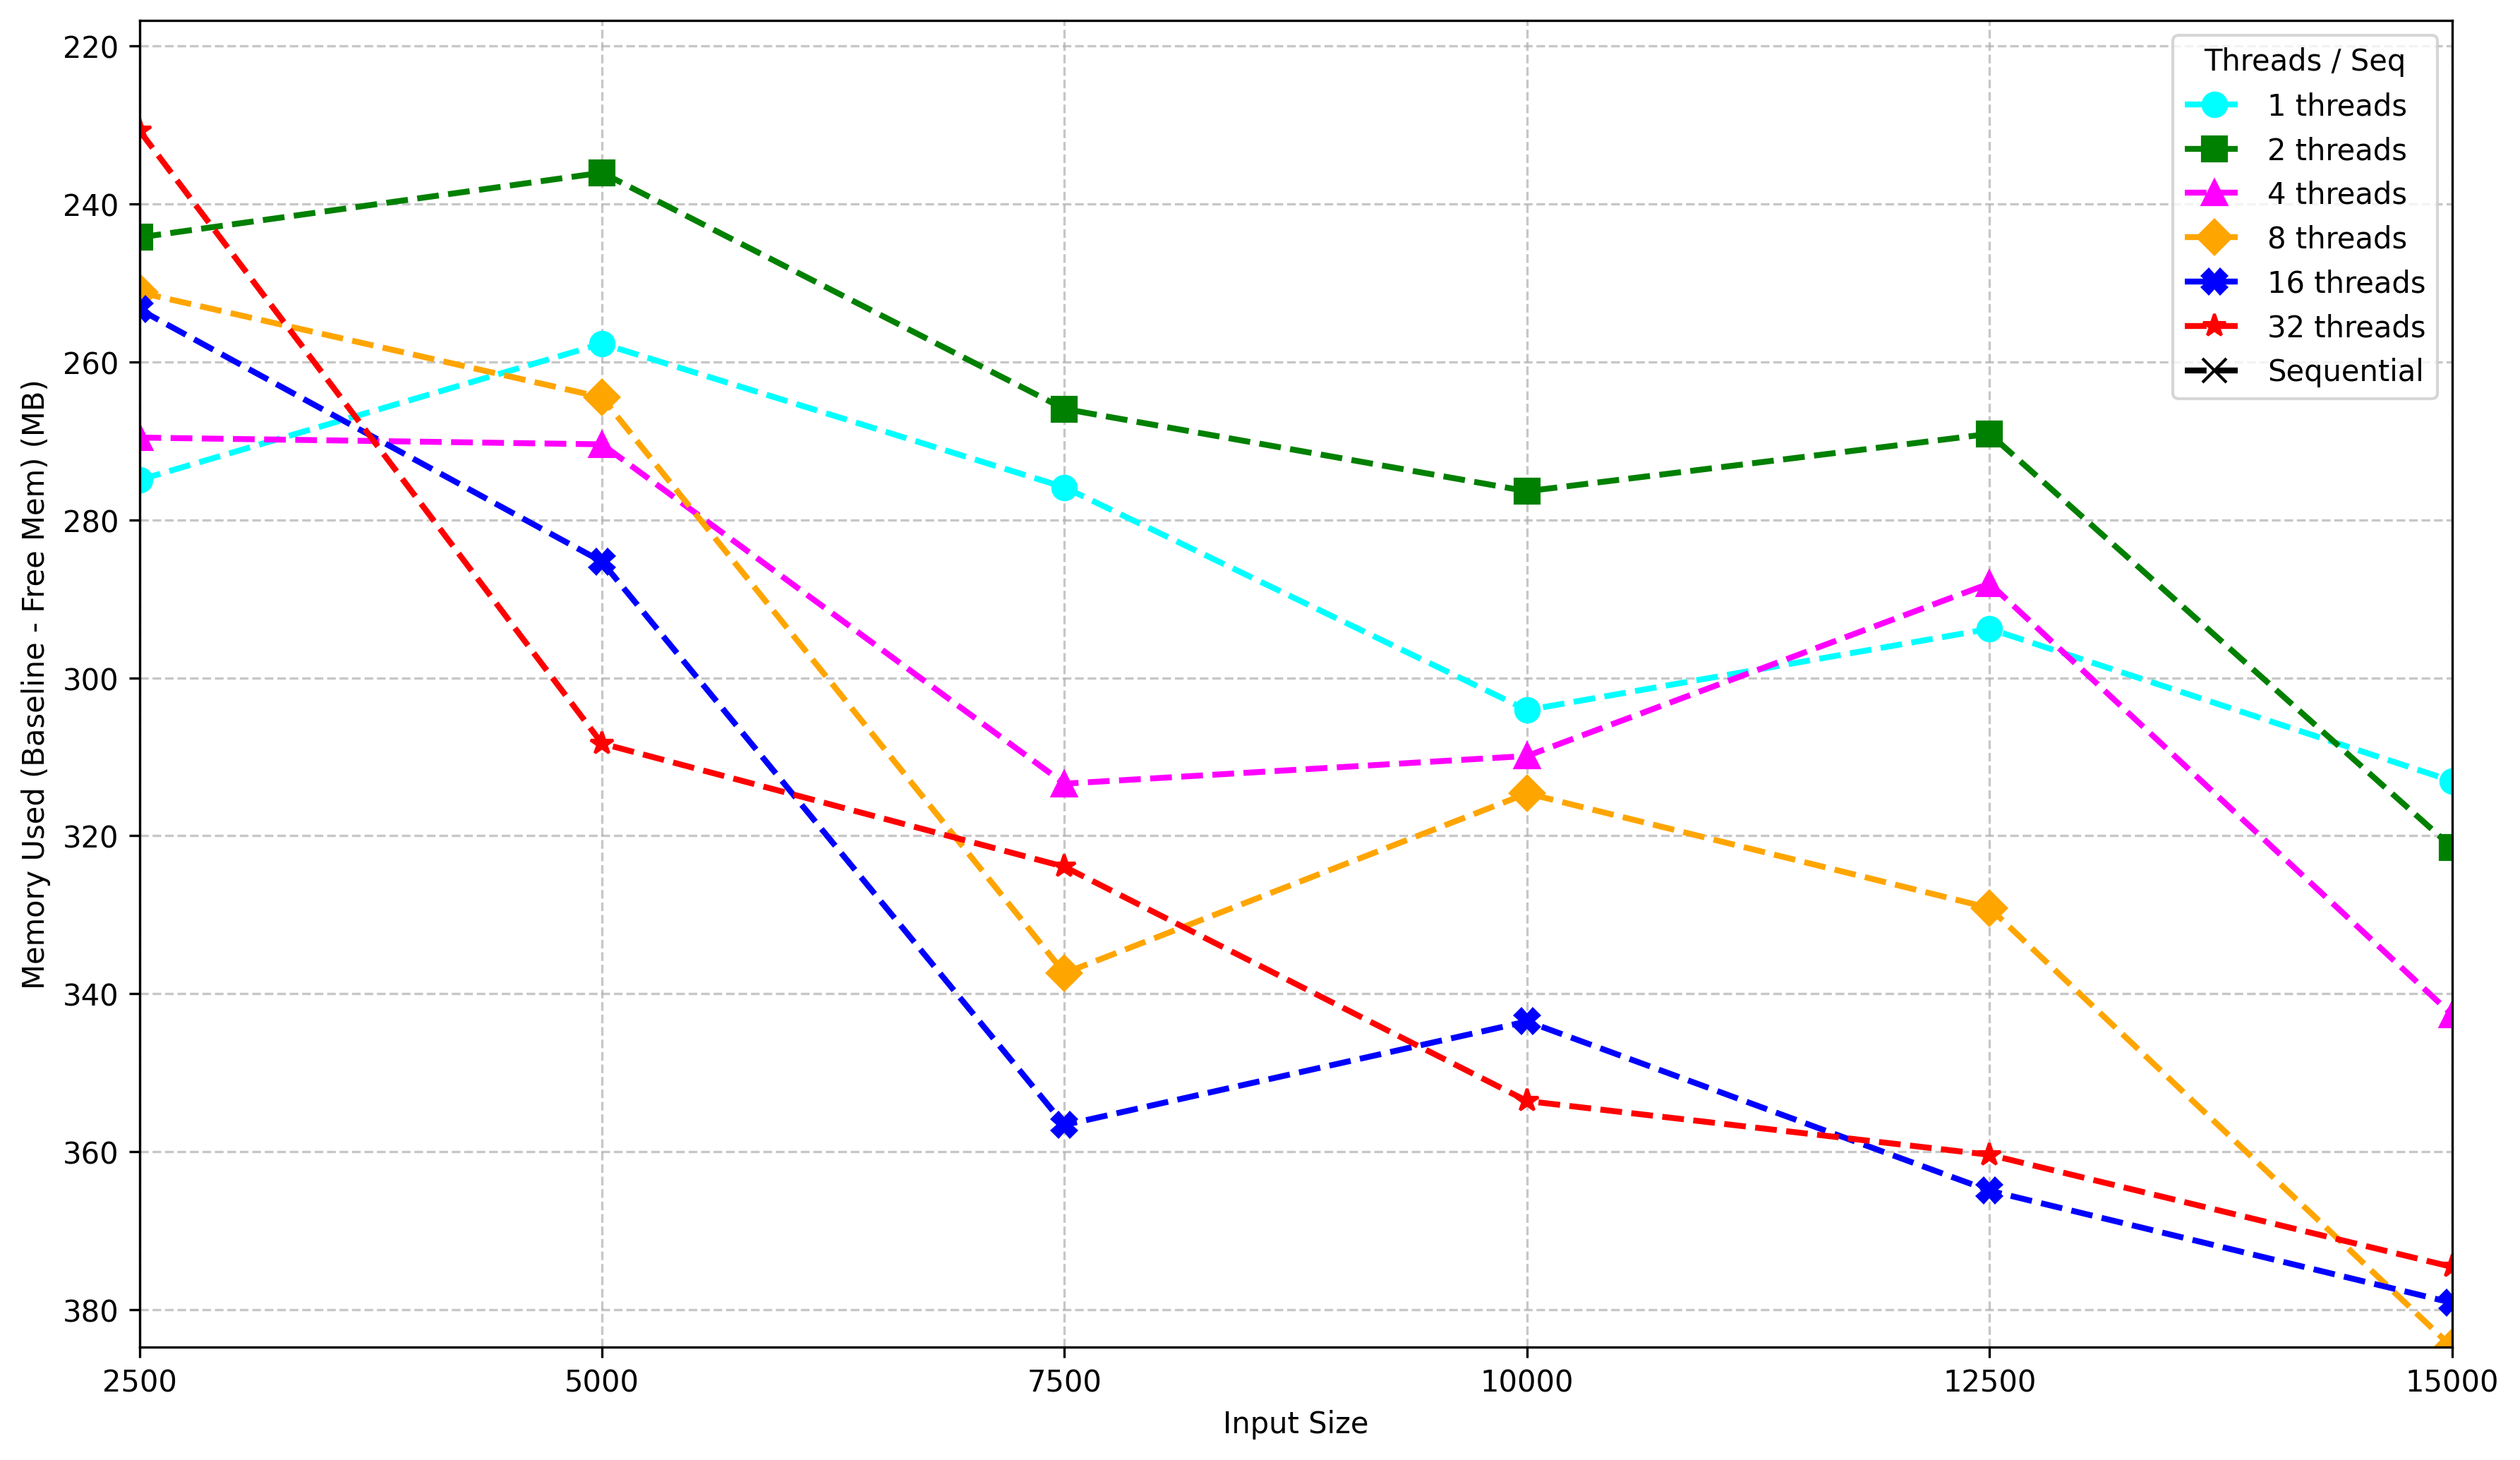 Memory Used (Baseline - Free Mem) (MB)
220
240
260
280
300
320
340
360
380
2500
5000
7500
10000
12500
15000
Input Size
Threads / Seq
1 threads
2 threads
4 threads
8 threads
16 threads
32 threads
Sequential